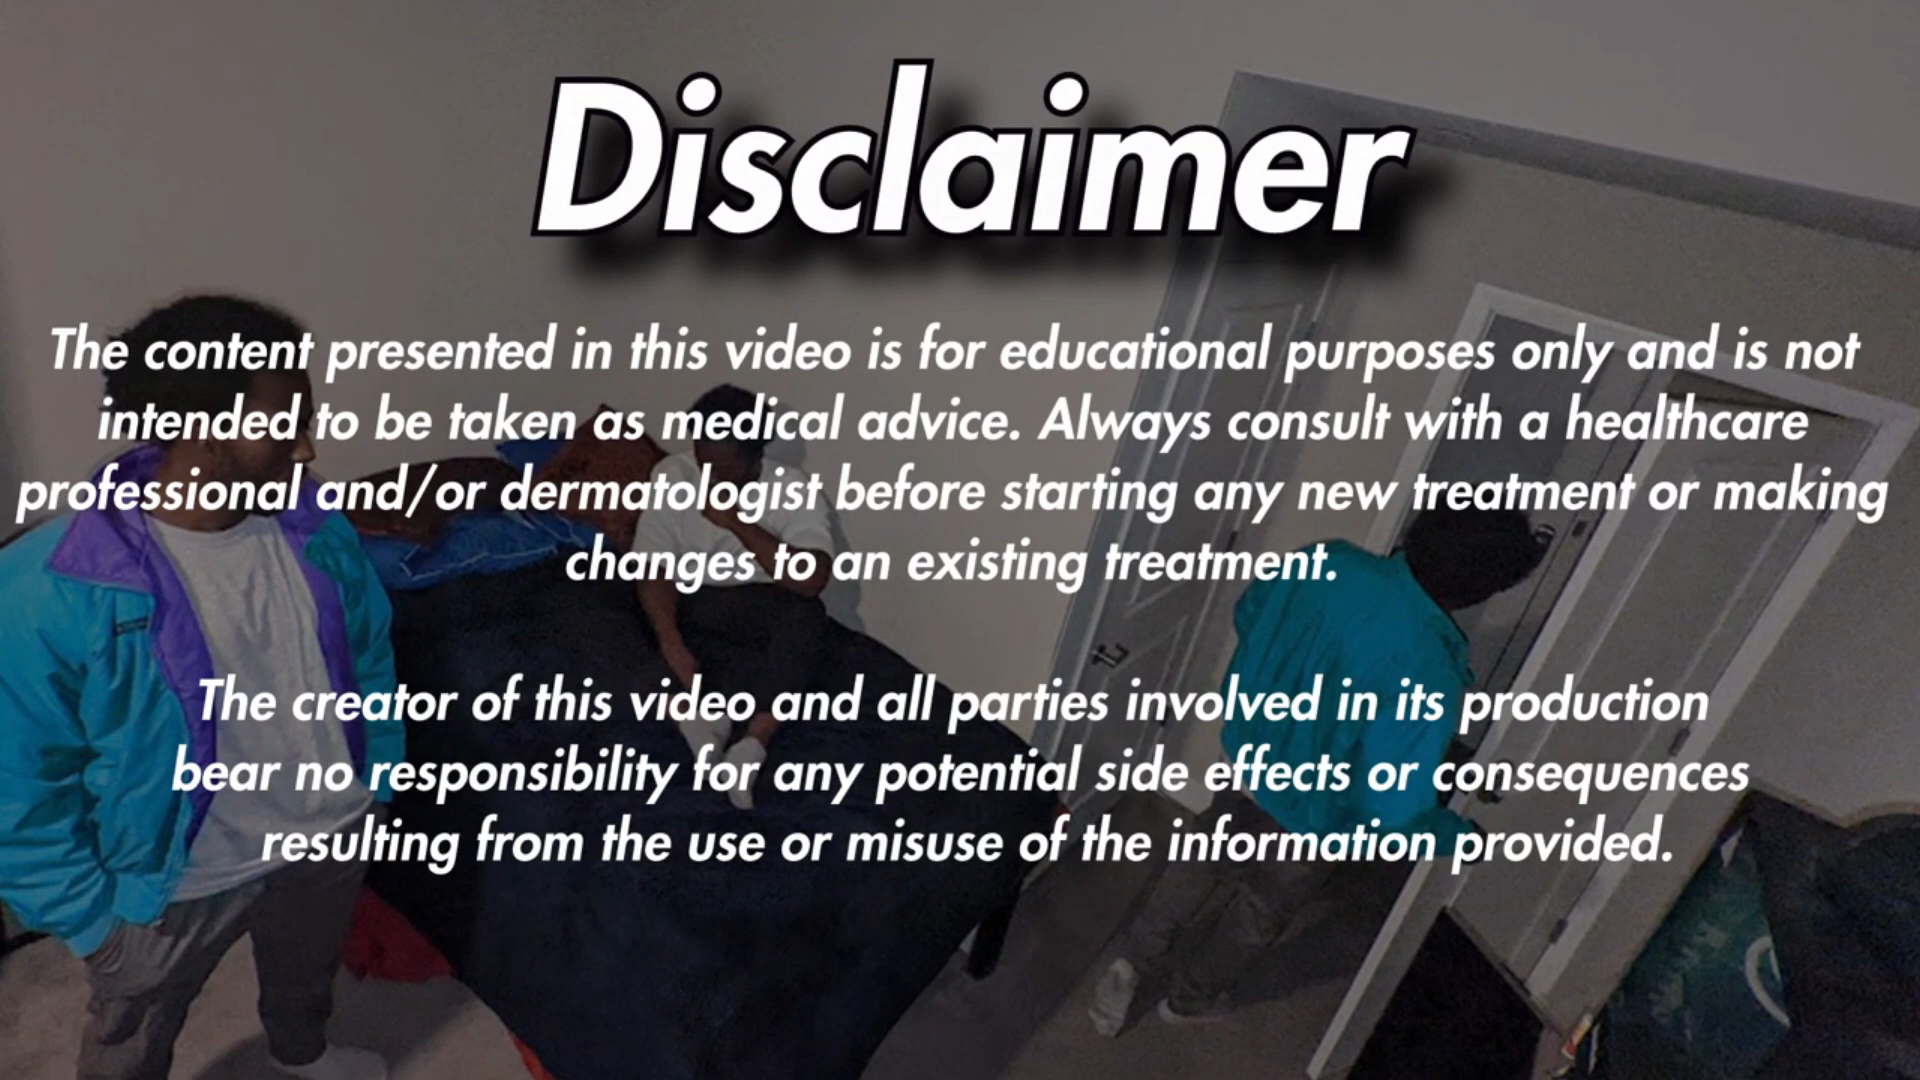 Disclaimer
The content presented in this video is for educational purposes only and is not
intended to be taken as medical advice. Always consult with a healthcare
professional and/or dermatologist before starting any new treatment or making
changes to an existing treatment.
The creator of this video and all parties involved in its production
bear no responsibility for any potential side effects or consequences
resulting from the use or misuse of the information provided.